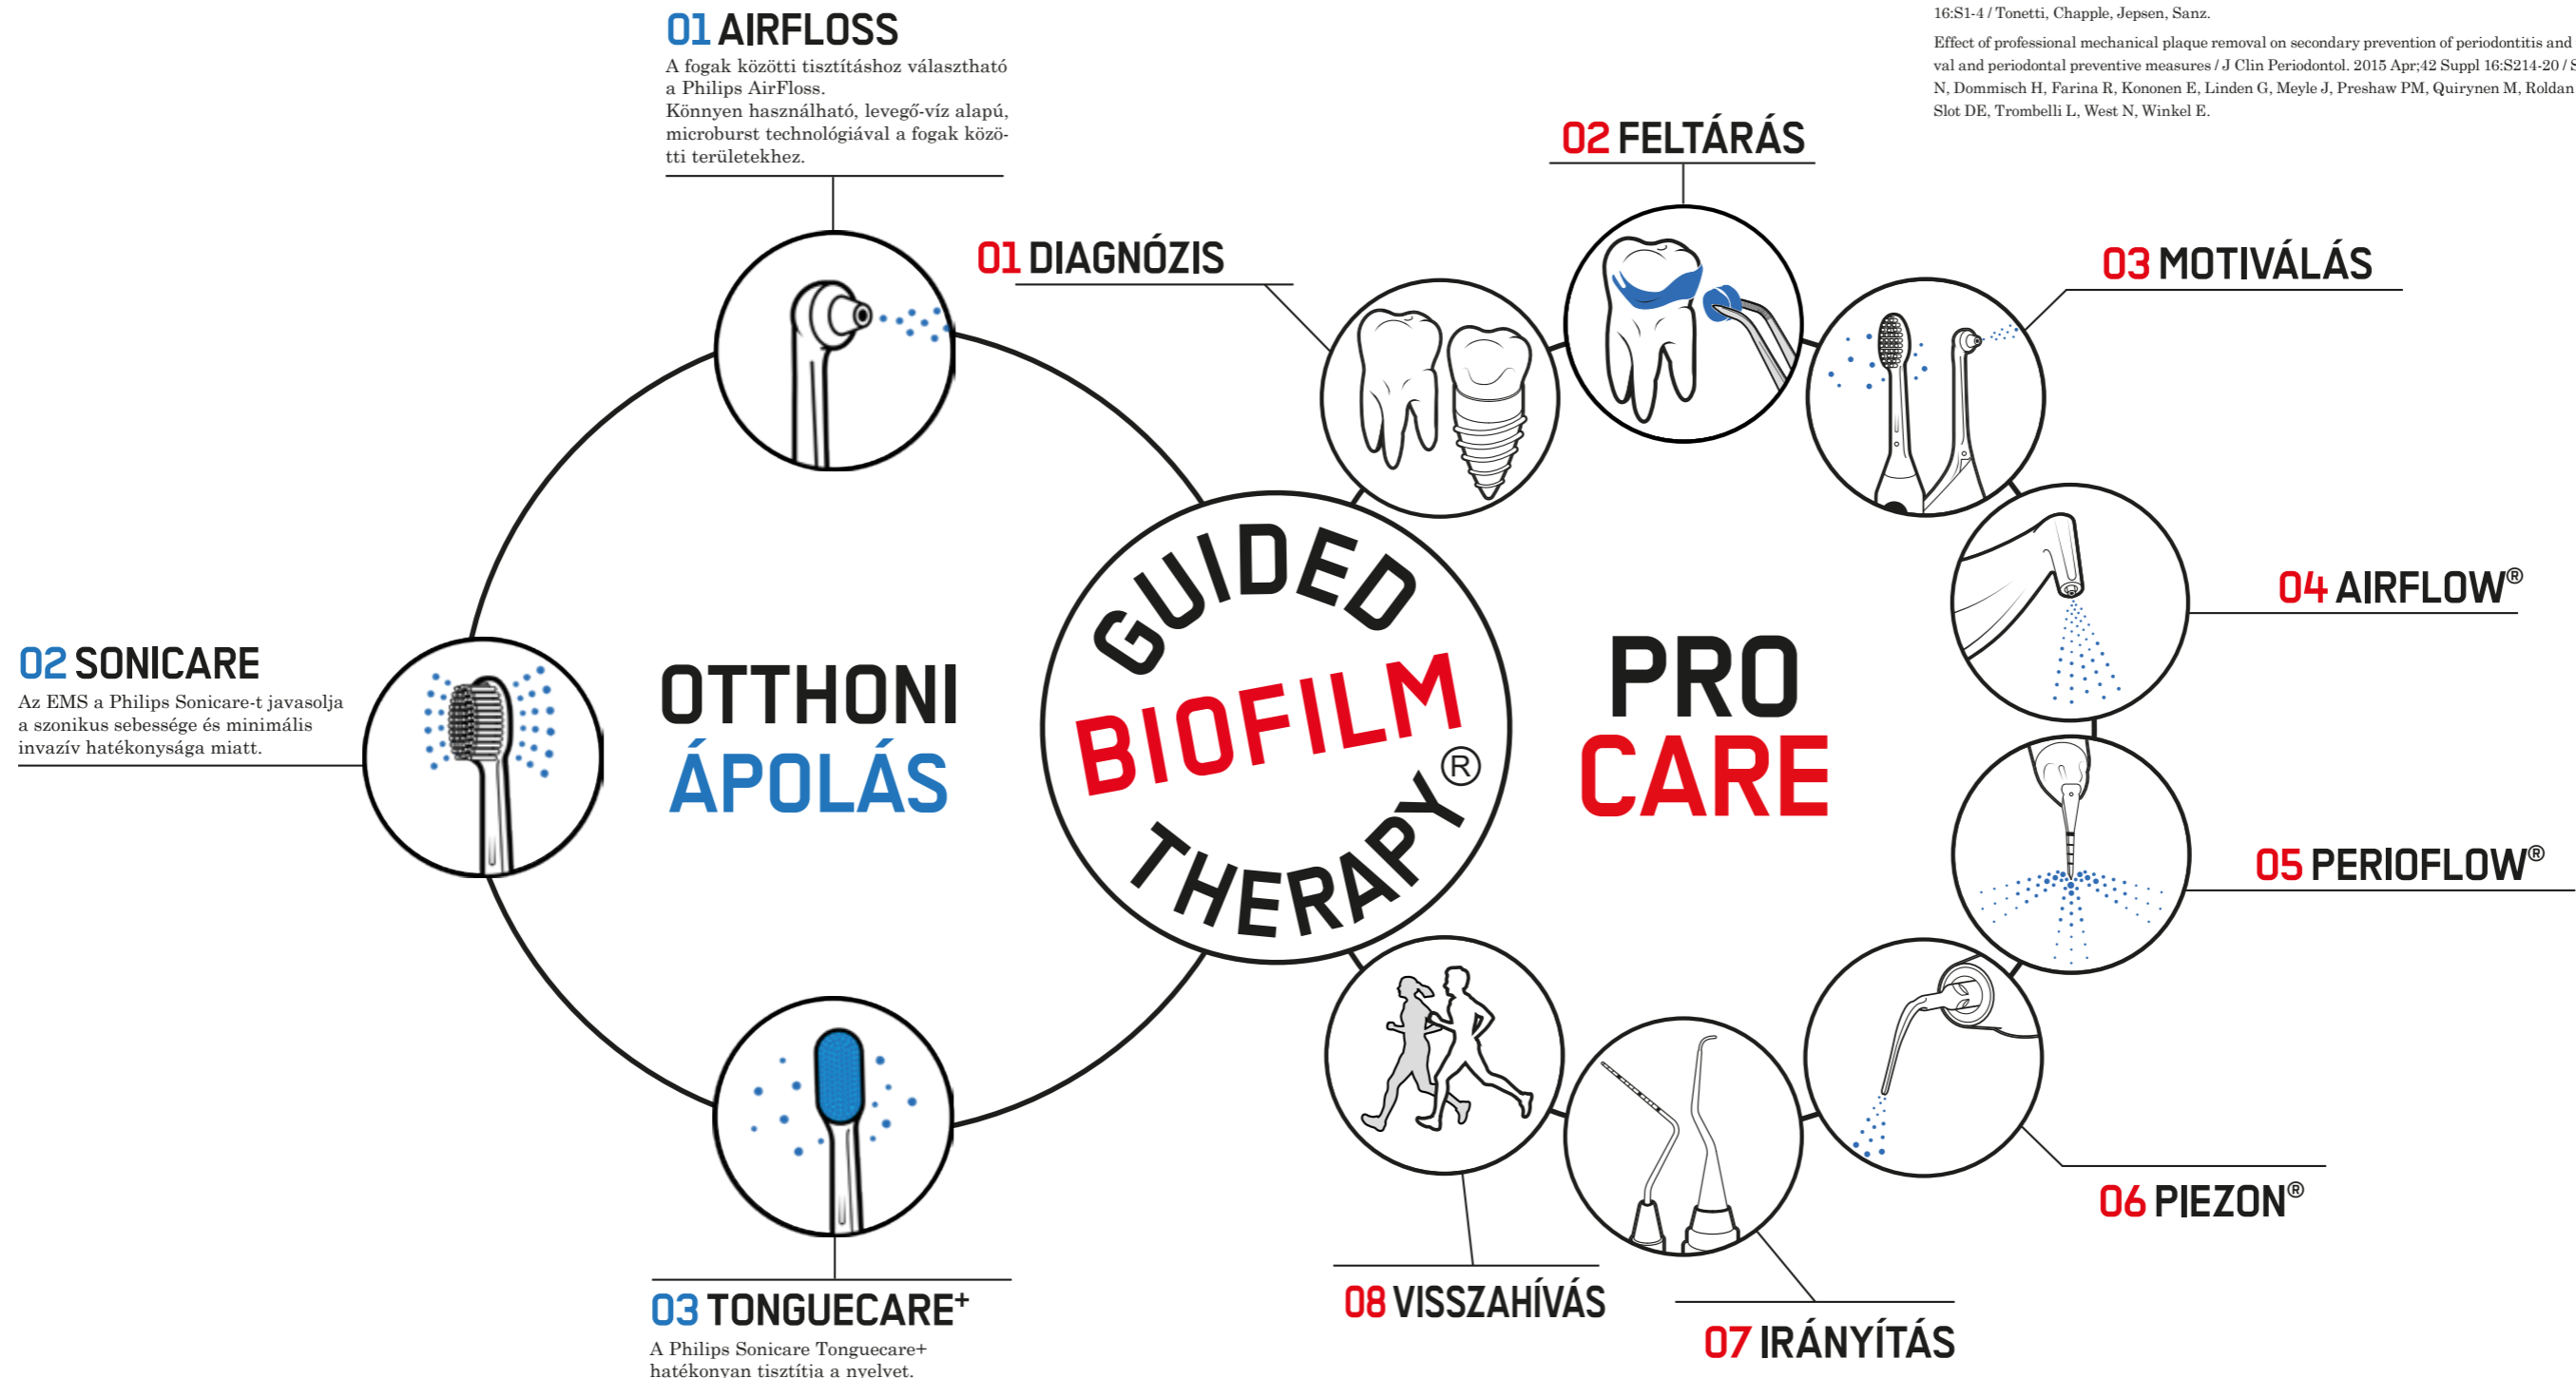 16:S1-4 / Tonetti, Chapple, Jepsen, Sanz.
Effect of professional mechanical plaque removal on secondary prevention of periodontitis and
val and periodontal preventive measures / J Clin Periodontol. 2015 Apr;42 Suppl 16:S214-20 / S
N, Dommisch H, Farina R, Kononen E, Linden G, Meyle J, Preshaw PM, Quirynen M, Roldan
Slot DE, Trombelli L, West N, Winkel E.
01 AIRFLOSS
A fogak közötti tisztításhoz választható
a Philips AirFloss.
Könnyen használható, levegő-víz alapú,
microburst technológiával a fogak közö-
tti területekhez.
02 SONICARE
Az EMS a Philips Sonicare-t javasolja
a szonikus sebessége és minimális
invazív hatékonysága miatt.
03 TONGUECARE+
A Philips Sonicare Tonguecare+
hatékonyan tisztítja a nyelvet.
OTTHONI
ÁPOLÁS
GUIDED
BIOFILM
THERAPY®
PRO
CARE
01 DIAGNÓZIS
02 FELTÁRÁS
03 MOTIVÁLÁS
04 AIRFLOW®
05 PERIOFLOW®
06 PIEZON®
07 IRÁNYÍTÁS
08 VISSZAHÍVÁS